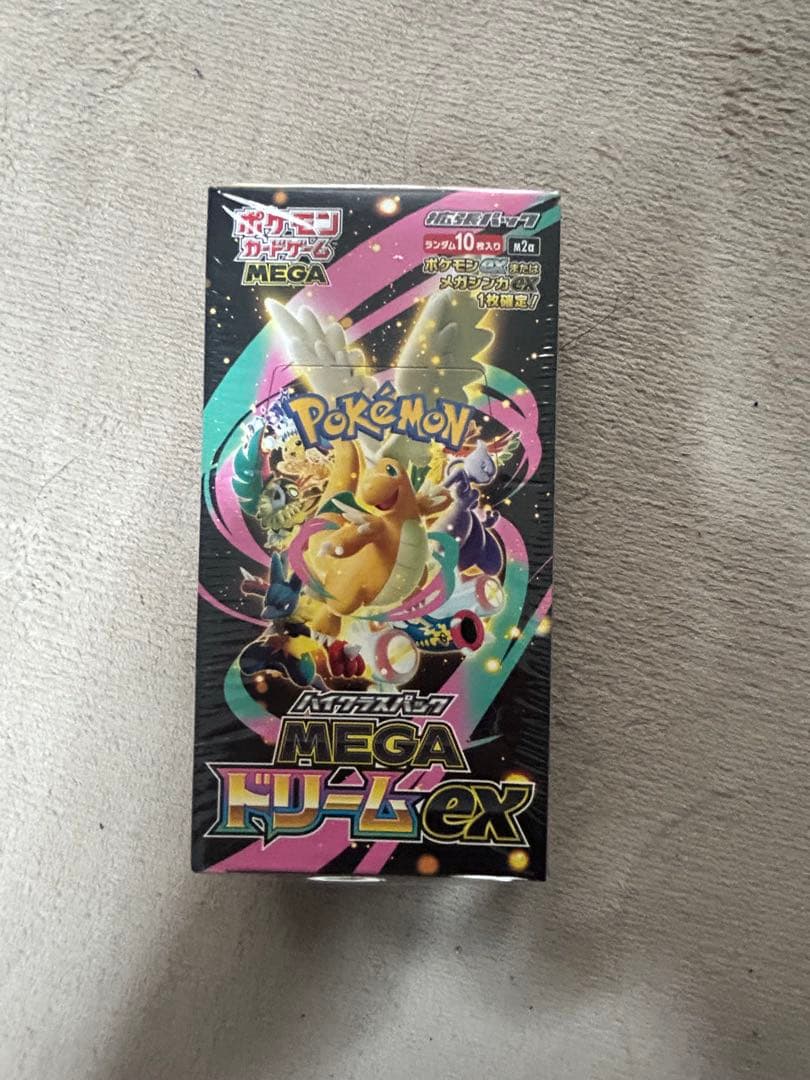 ポケモン
カードゲーム
MEGA
拡張パック
ランダム10枚入り M2a
ポケモンexまたは
メガシンカex
1枚確定!
POKéMON
ハイクラスパック
MEGA
ドリームex